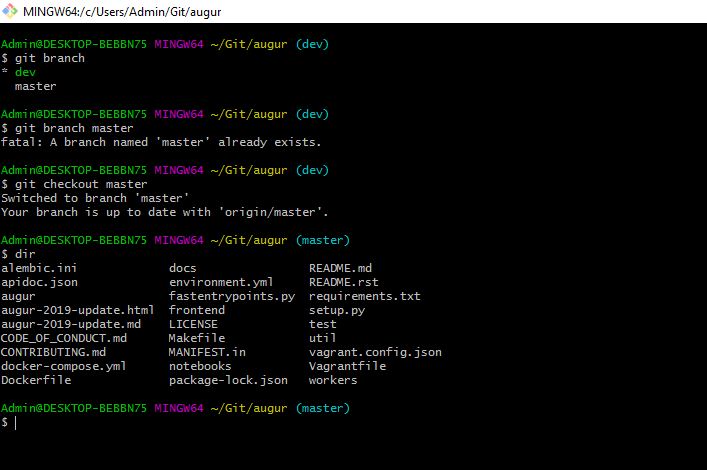 MINGW64:/c/Users/Admin/Git/augur
Admin@DESKTOP-BEBBN75 MINGW64 ~/Git/augur (dev)
$ git branch
* dev
  master
Admin@DESKTOP-BEBBN75 MINGW64 ~/Git/augur (dev)
$ git branch master
fatal: A branch named 'master' already exists.
Admin@DESKTOP-BEBBN75 MINGW64 ~/Git/augur (dev)
$ git checkout master
Switched to branch 'master'
Your branch is up to date with 'origin/master'.
Admin@DESKTOP-BEBBN75 MINGW64 ~/Git/augur (master)
$ dir
alembic.ini             docs                README.md
apidoc.json             environment.yml     README.rst
augur                   fastentrypoints.py  requirements.txt
augur-2019-update.html  frontend            setup.py
augur-2019-update.md    LICENSE             test
CODE_OF_CONDUCT.md      Makefile            util
CONTRIBUTING.md         MANIFEST.in         vagrant.config.json
docker-compose.yml      notebooks           Vagrantfile
Dockerfile              package-lock.json   workers
Admin@DESKTOP-BEBBN75 MINGW64 ~/Git/augur (master)
$